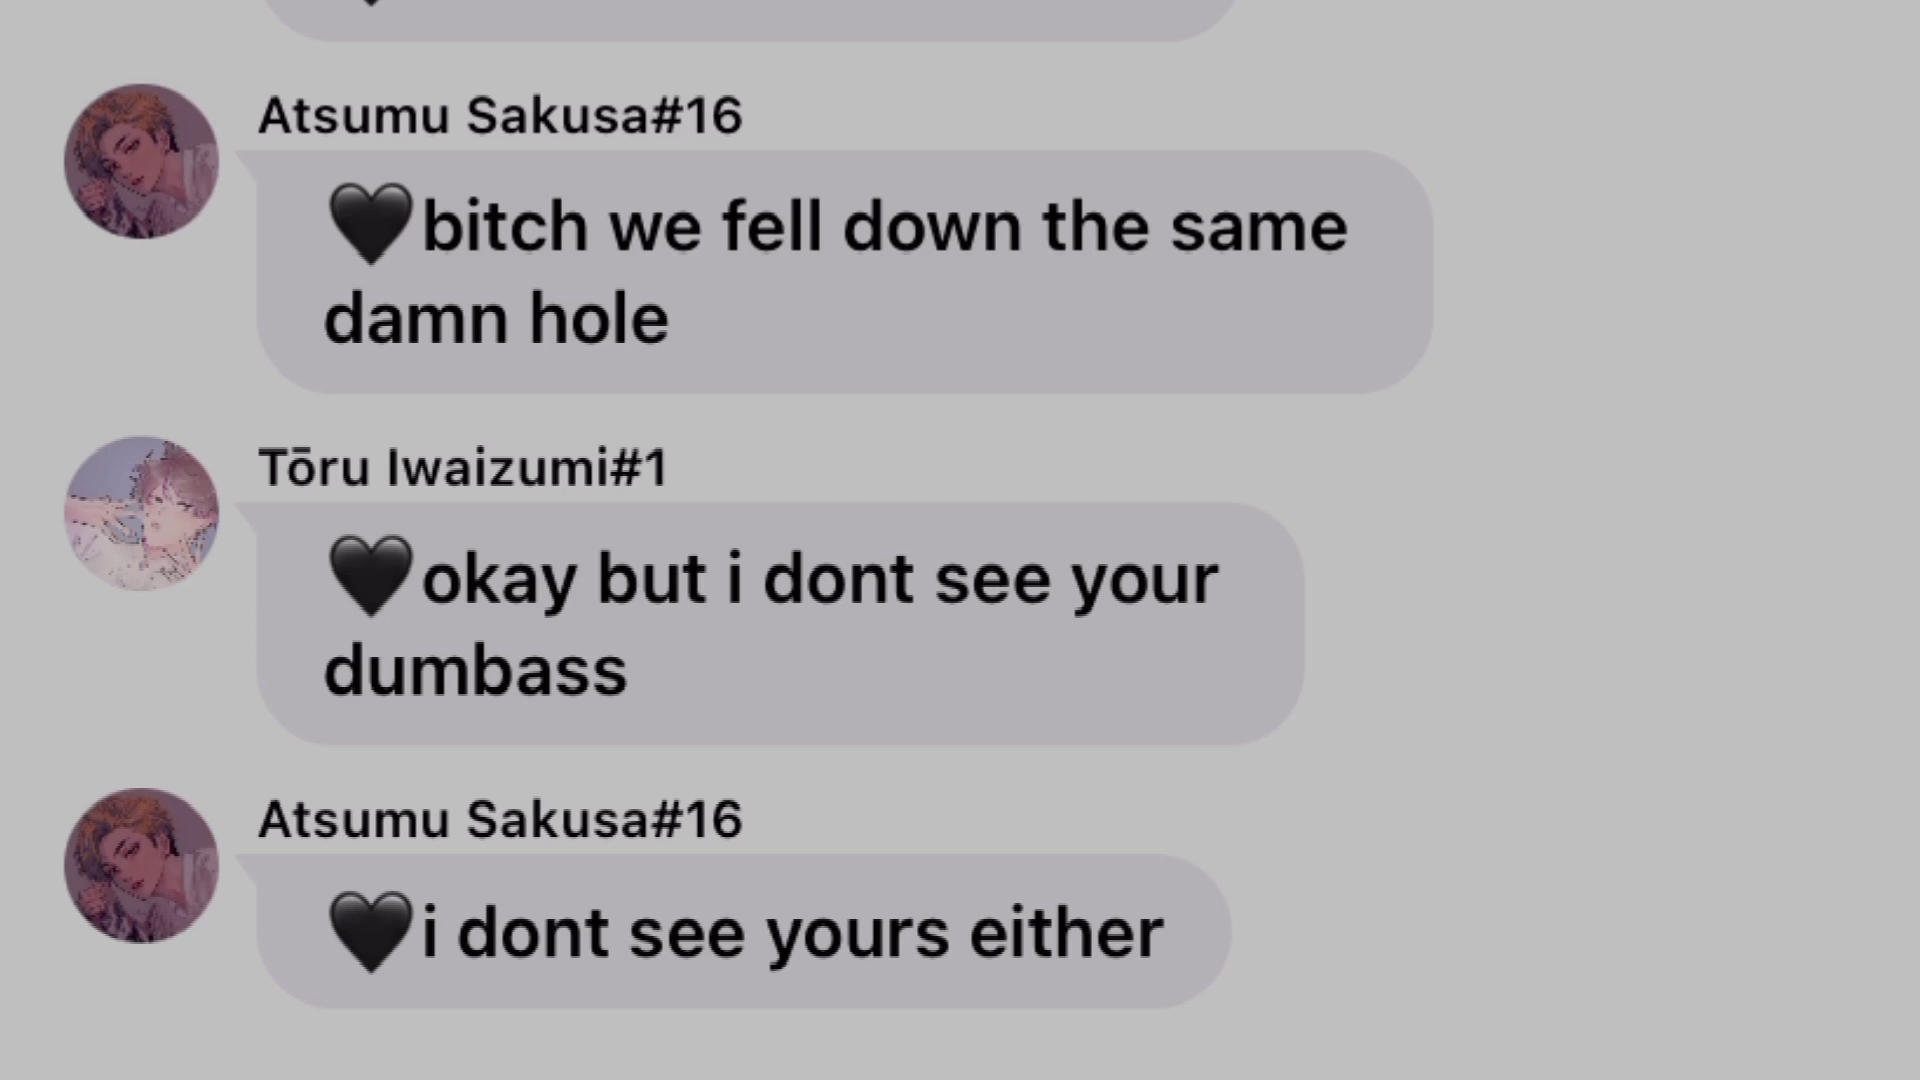 Atsumu Sakusa#16
🖤bitch we fell down the same
damn hole
Tōru Iwaizumi#1
🖤okay but i dont see your
dumbass
Atsumu Sakusa#16
🖤i dont see yours either